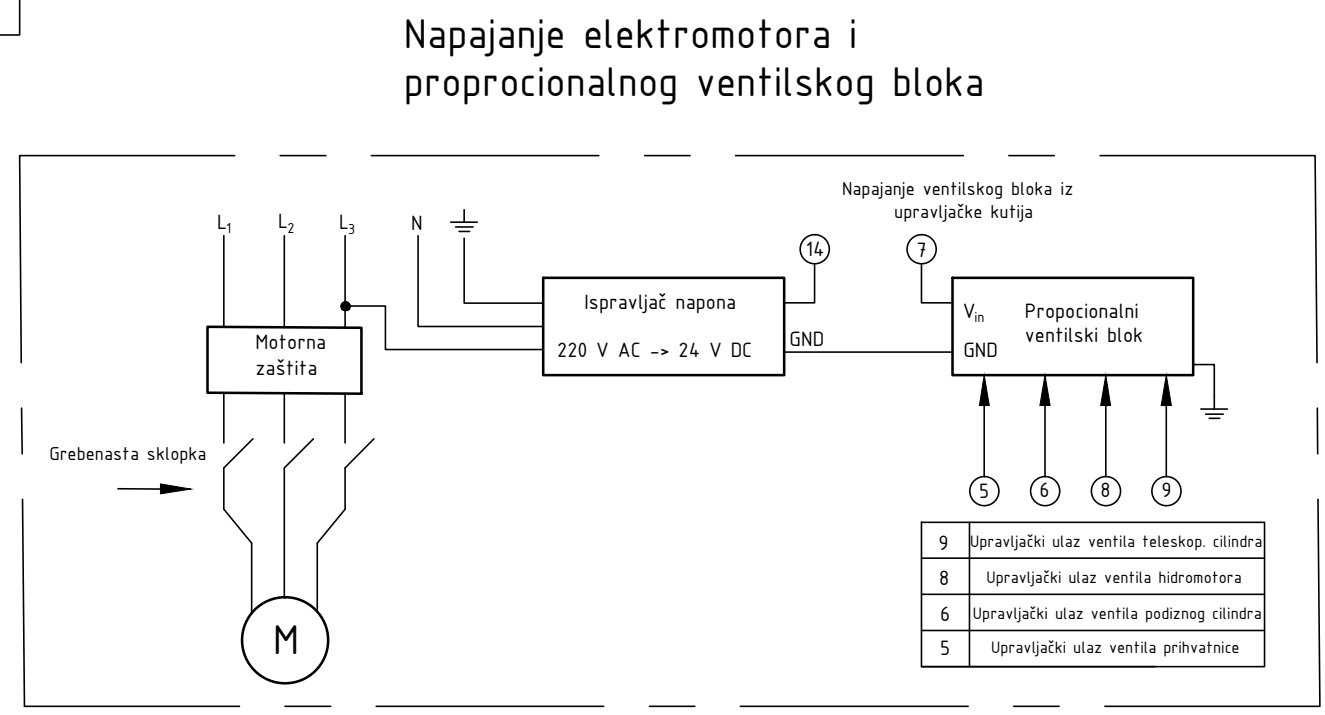 Napajanje elektromotora i
proprocionalnog ventilskog bloka
Napajanje ventilskog bloka iz
upravljačke kutija
L1
L2
L3
N
14
7
Ispravljač napona
220 V AC -> 24 V DC
GND
Vin
GND
Propocionalni
ventilski blok
Motorna
zaštita
Grebenasta sklopka
5
6
8
9
M
9 Upravljački ulaz ventila teleskop. cilindra
8 Upravljački ulaz ventila hidromotora
6 Upravljački ulaz ventila podiznog cilindra
5 Upravljački ulaz ventila prihvatnice